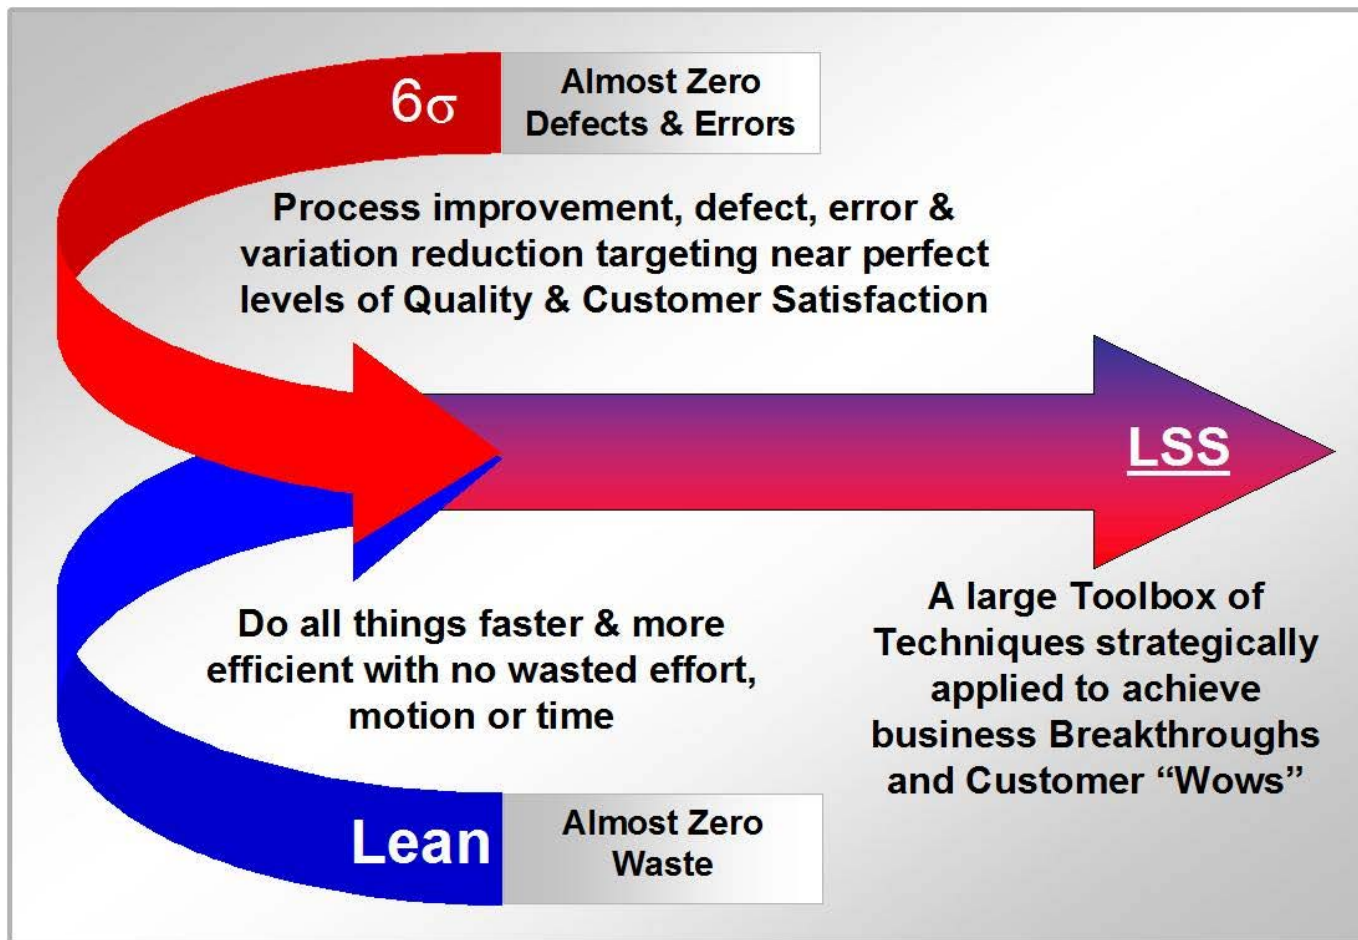 6σ
Almost Zero
Defects & Errors
Process improvement, defect, error &
variation reduction targeting near perfect
levels of Quality & Customer Satisfaction
LSS
A large Toolbox of
Techniques strategically
applied to achieve
business Breakthroughs
and Customer “Wows”
Do all things faster & more
efficient with no wasted effort,
motion or time
Lean
Almost Zero
Waste